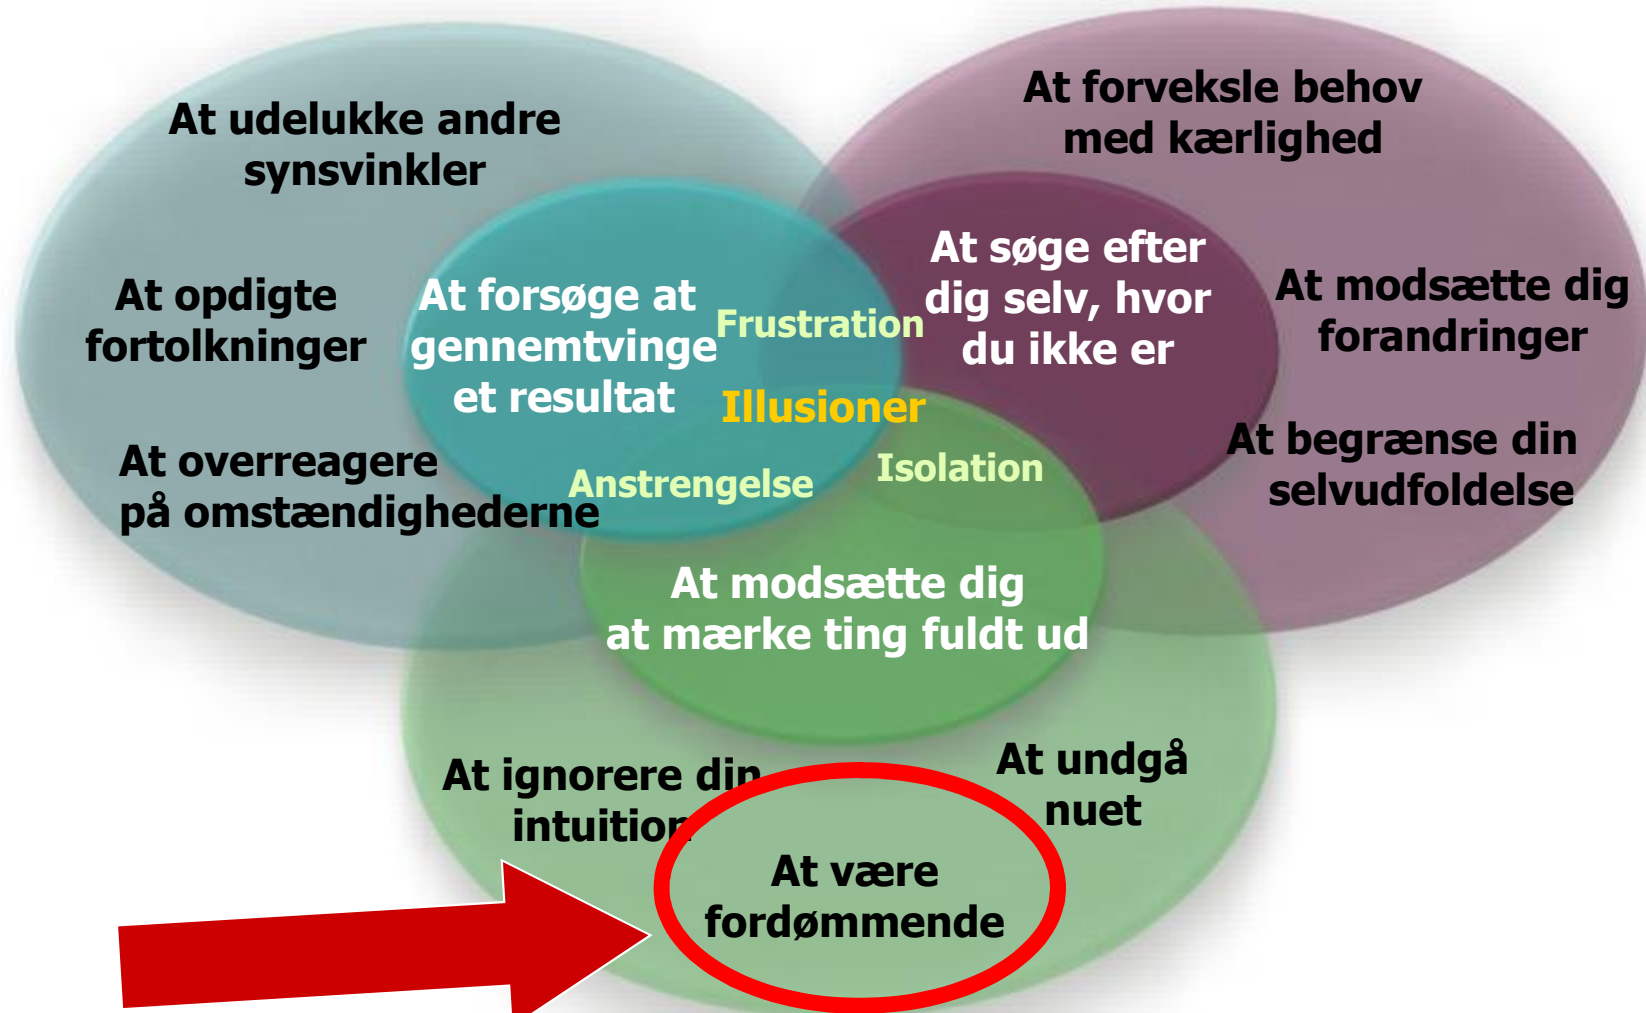 At udelukke andre
synsvinkler
At forveksle behov
med kærlighed
At opdigte
fortolkninger
At forsøge at
gennemtvinge
et resultat
Frustration
At søge efter
dig selv, hvor
du ikke er
At modsætte dig
forandringer
Illusioner
At overreagere
på omstændighederne
Anstrengelse
Isolation
At begrænse din
selvudfoldelse
At modsætte dig
at mærke ting fuldt ud
At ignorere din
intuition
At undgå
nuet
At være
fordømmende